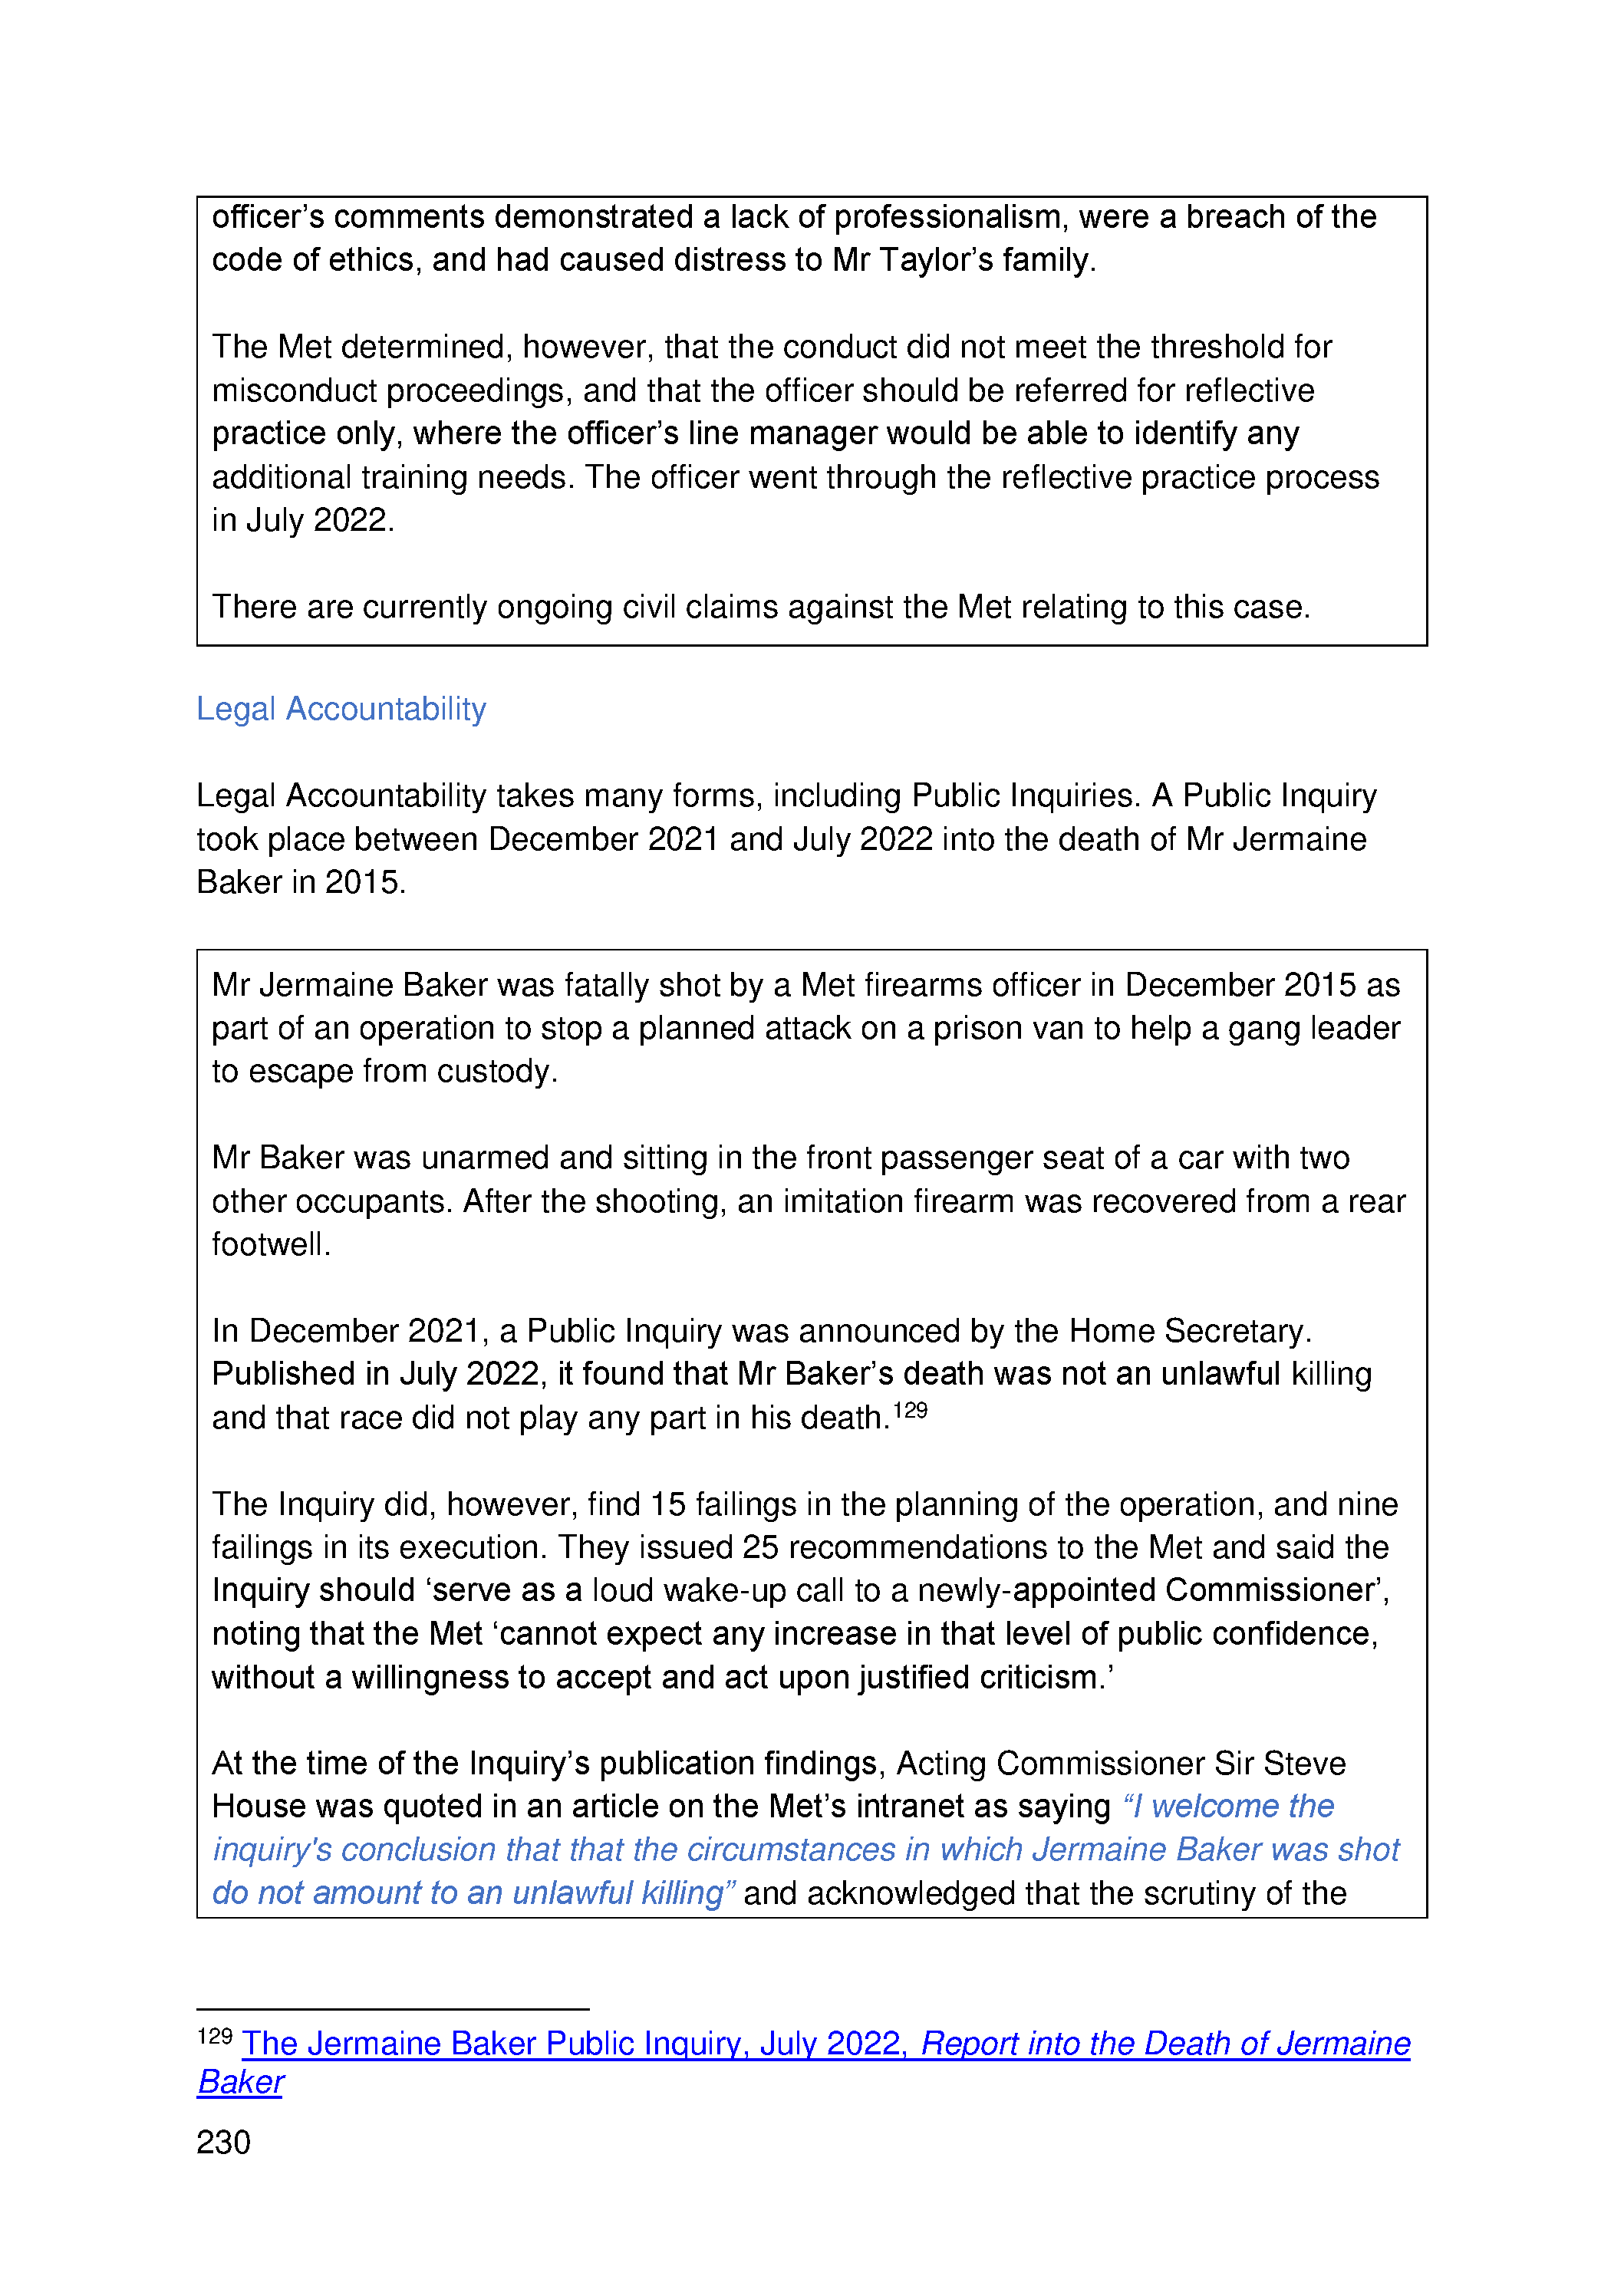 officer’s comments demonstrated a lack of professionalism, were a breach of the
code of ethics, and had caused distress to Mr Taylor’s family.
The Met determined, however, that the conduct did not meet the threshold for
misconduct proceedings, and that the officer should be referred for reflective
practice only, where the officer’s line manager would be able to identify any
additional training needs. The officer went through the reflective practice process
in July 2022.
There are currently ongoing civil claims against the Met relating to this case.
Legal Accountability
Legal Accountability takes many forms, including Public Inquiries. A Public Inquiry
took place between December 2021 and July 2022 into the death of Mr Jermaine
Baker in 2015.
Mr Jermaine Baker was fatally shot by a Met firearms officer in December 2015 as
part of an operation to stop a planned attack on a prison van to help a gang leader
to escape from custody.
Mr Baker was unarmed and sitting in the front passenger seat of a car with two
other occupants. After the shooting, an imitation firearm was recovered from a rear
footwell.
In December 2021, a Public Inquiry was announced by the Home Secretary.
Published in July 2022, it found that Mr Baker’s death was not an unlawful killing
and that race did not play any part in his death.129
The Inquiry did, however, find 15 failings in the planning of the operation, and nine
failings in its execution. They issued 25 recommendations to the Met and said the
Inquiry should ‘serve as a loud wake-up call to a newly-appointed Commissioner’,
noting that the Met ‘cannot expect any increase in that level of public confidence,
without a willingness to accept and act upon justified criticism.’
At the time of the Inquiry’s publication findings, Acting Commissioner Sir Steve
House was quoted in an article on the Met’s intranet as saying “I welcome the
inquiry's conclusion that that the circumstances in which Jermaine Baker was shot
do not amount to an unlawful killing” and acknowledged that the scrutiny of the
129 The Jermaine Baker Public Inquiry, July 2022, Report into the Death of Jermaine
Baker
230